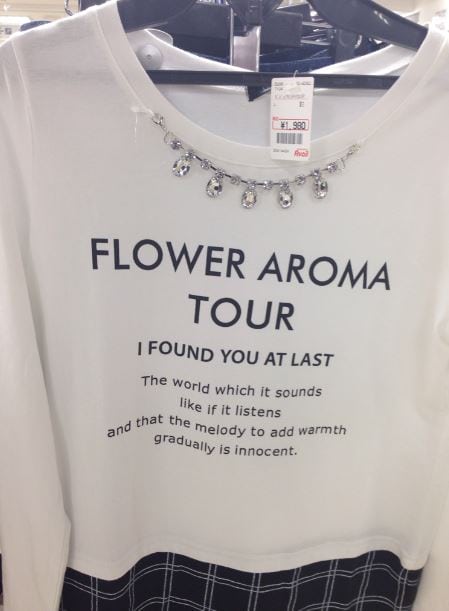 ¥1,980
Avail
FLOWER AROMA
TOUR
I FOUND YOU AT LAST
The world which it sounds
like if it listens
and that the melody to add warmth
gradually is innocent.